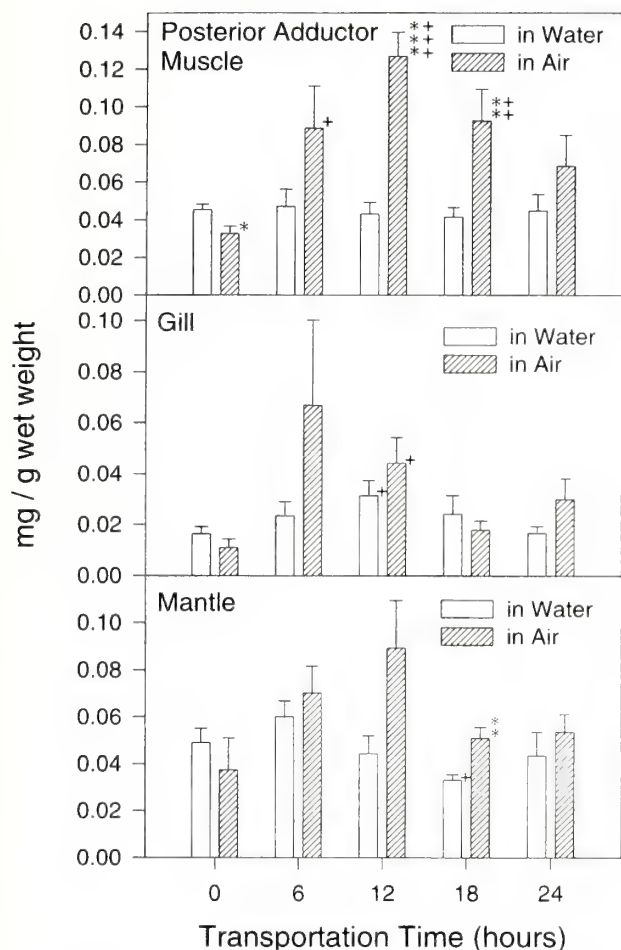 Posterior Adductor
Muscle
in Water
in Air
0.14
0.12
0.10
0.08
0.06
0.04
0.02
0.00
*
+
*+
*+
*+
*+
*+
Gill
in Water
in Air
0.10
0.08
0.06
0.04
0.02
0.00
+
+
Mantle
in Water
in Air
0.10
0.08
0.06
0.04
0.02
0.00
+
*
*
mg / g wet weight
0 6 12 18 24
Transportation Time (hours)